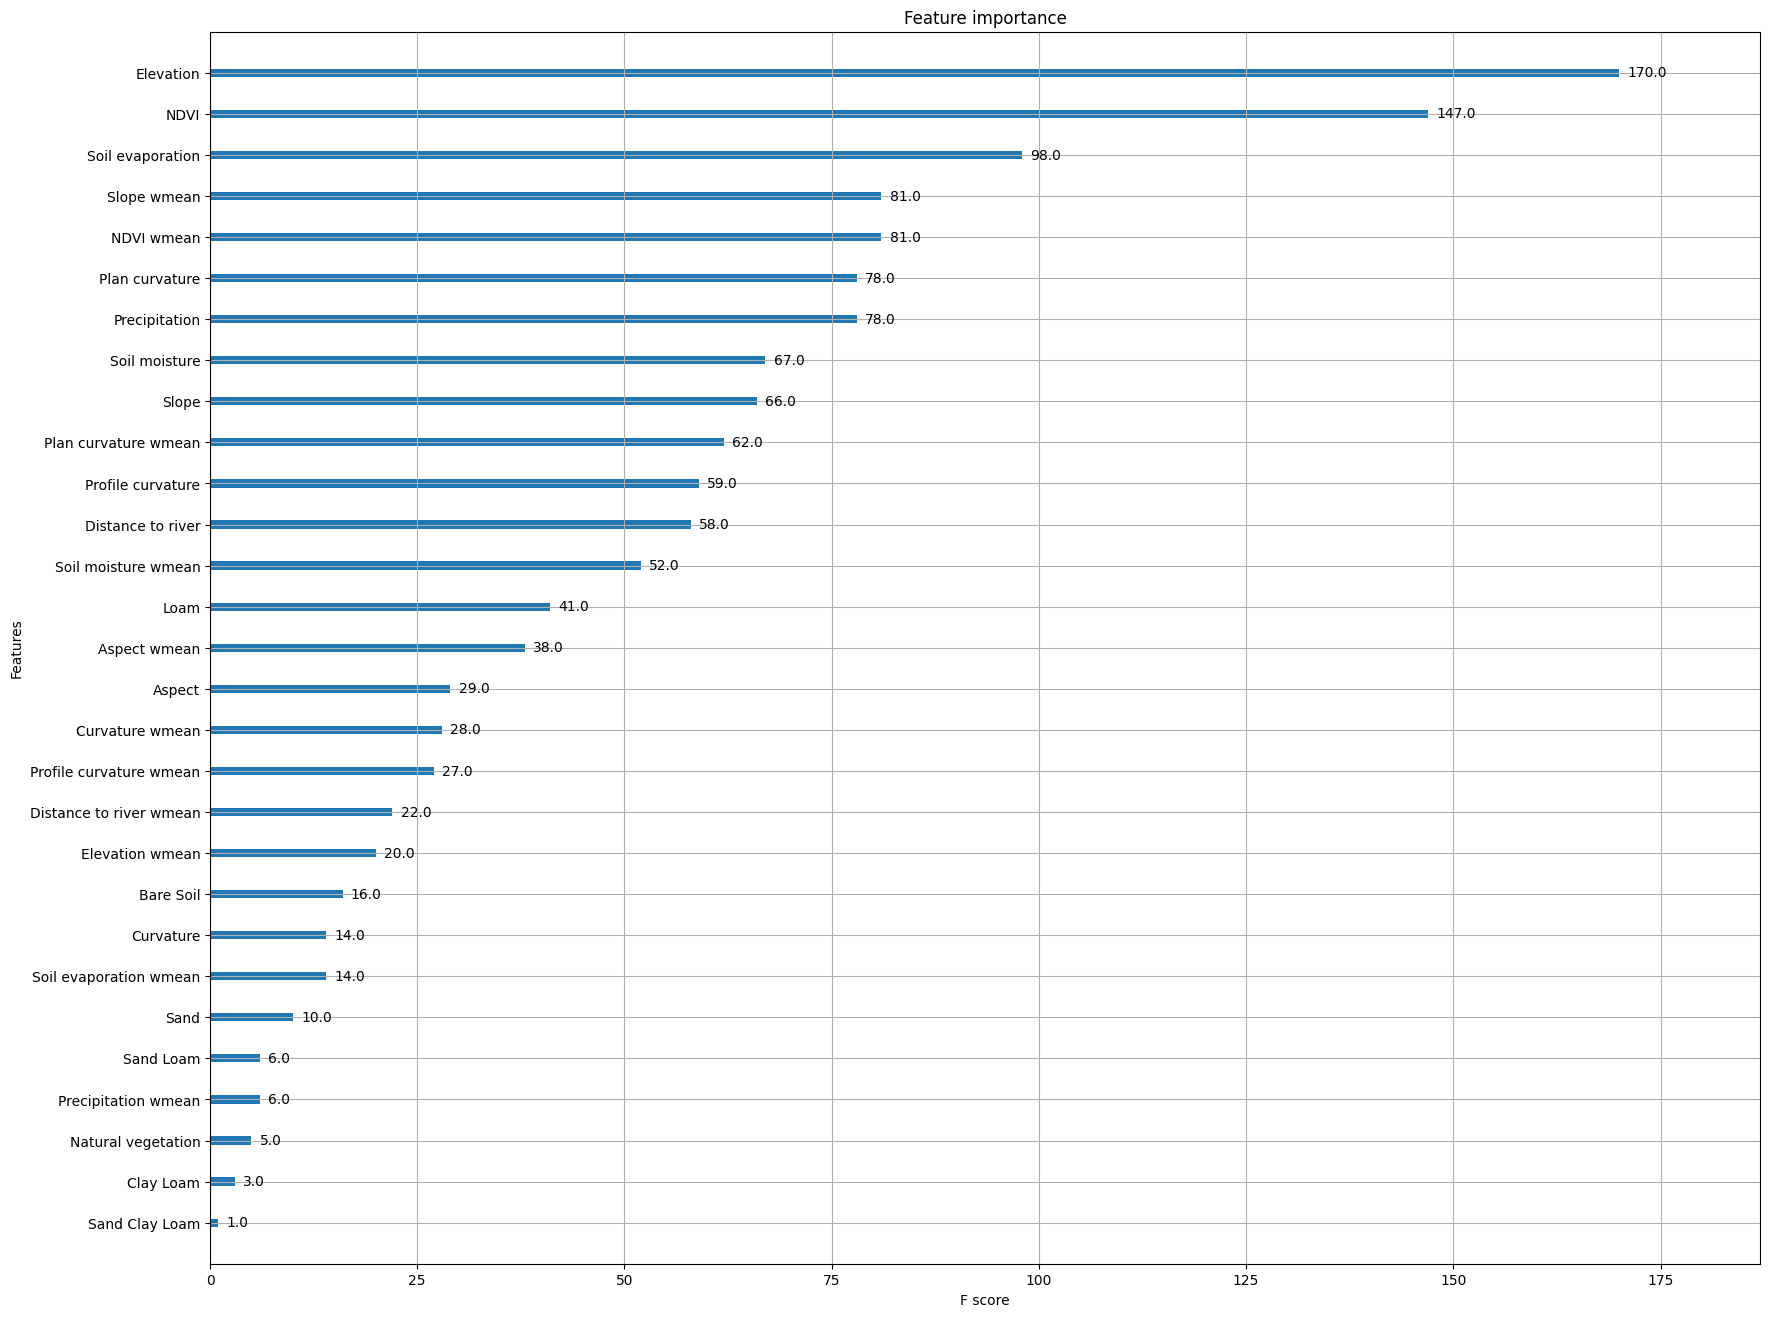 Feature importance
Elevation 170.0
NDVI 147.0
Soil evaporation 98.0
Slope wmean 81.0
NDVI wmean 81.0
Plan curvature 78.0
Precipitation 78.0
Soil moisture 67.0
Slope 66.0
Plan curvature wmean 62.0
Profile curvature 59.0
Distance to river 58.0
Soil moisture wmean 52.0
Loam 41.0
Aspect wmean 38.0
Aspect 29.0
Curvature wmean 28.0
Profile curvature wmean 27.0
Distance to river wmean 22.0
Elevation wmean 20.0
Bare Soil 16.0
Curvature 14.0
Soil evaporation wmean 14.0
Sand 10.0
Sand Loam 6.0
Precipitation wmean 6.0
Natural vegetation 5.0
Clay Loam 3.0
Sand Clay Loam 1.0
Features
0 25 50 75 100 125 150 175
F score